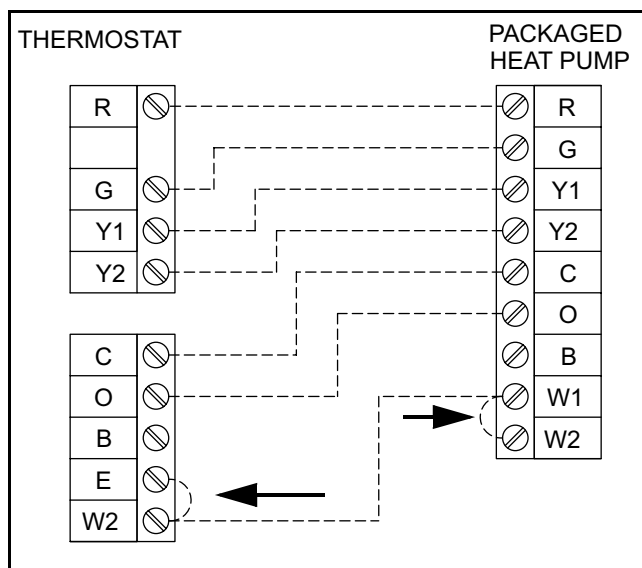 THERMOSTAT
PACKAGED
HEAT PUMP
R
G
Y1
Y2
C
O
B
E
W2
R
G
Y1
Y2
C
O
B
W1
W2